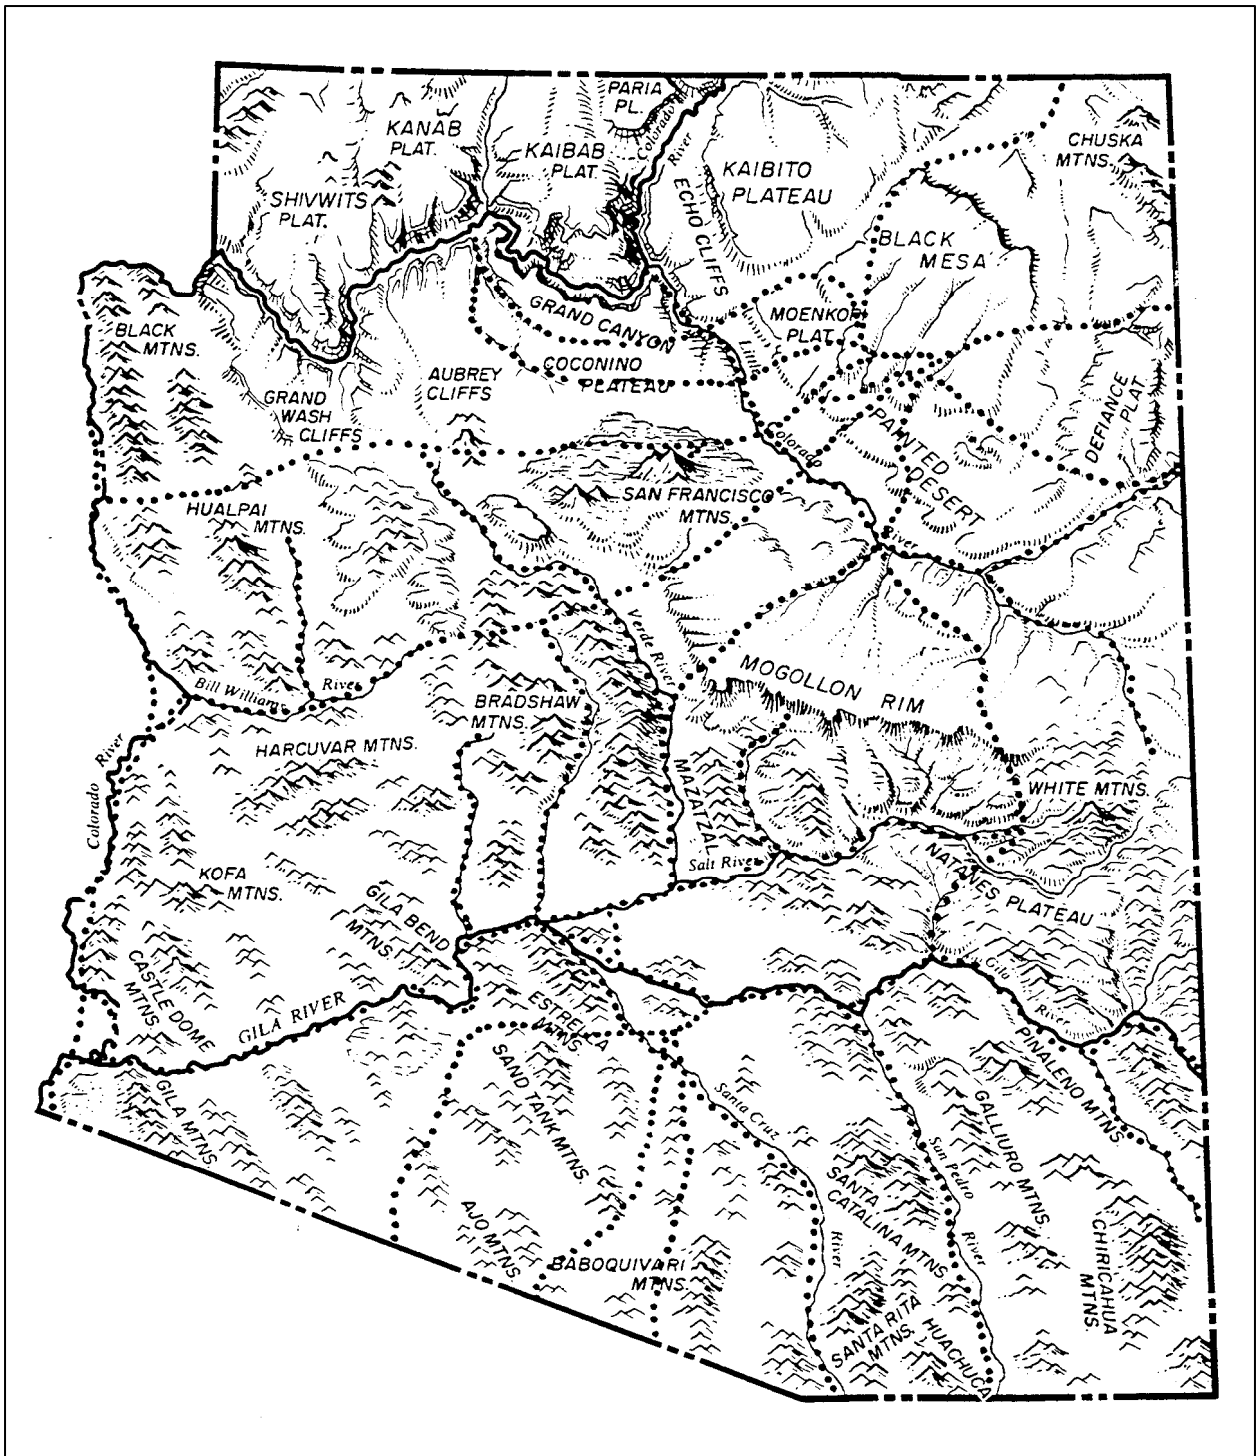 PARIA
PL.
Colorado
River
KANAB
PLAT.
KAIBAB
PLAT.
CHUSKA
MTNS.
KAIBITO
PLATEAU
SHIVWITS
PLAT.
ECHO CLIFFS
BLACK
MESA
GRAND CANYON
MOENKOPI
PLAT.
BLACK
MTNS.
Little
Colorado
River
COCONINO
PLATEAU
AUBREY
CLIFFS
GRAND
WASH
CLIFFS
DEFIANCE
PLAT.
PAINTED
DESERT
SAN FRANCISCO
MTNS.
HUALPAI
MTNS.
Verde River
MOGOLLON RIM
Bill Williams
River
BRADSHAW
MTNS.
HARCUVAR MTNS.
Colorado River
MAZATZAL
WHITE MTNS.
Salt River
KOFA
MTNS.
NATANES PLATEAU
GILA BEND
MTNS.
CASTLE DOME
MTNS.
Gila
River
GILA RIVER
ESTRELLA
MTNS.
PINALENO MTNS.
SAND TANK MTNS.
GILA MTNS.
Santa Cruz
River
GALLIURO MTNS.
San Pedro
River
SANTA
CATALINA MTNS.
AJO MTNS.
CHIRICAHUA
MTNS.
BABOQUIVARI
MTNS.
SANTA RITA
MTNS.
HUACHUCA